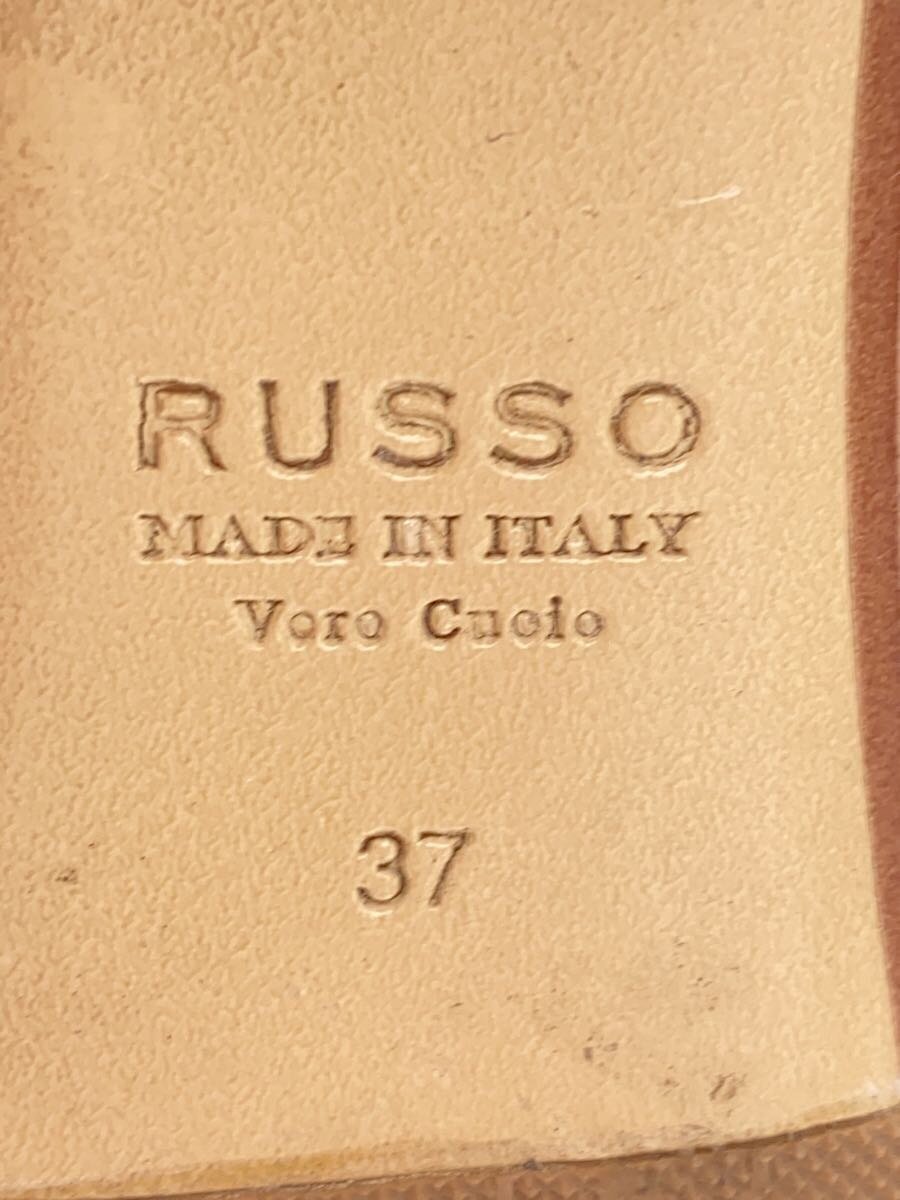 RUSSO
MADE IN ITALY
Vero Cuoio
37